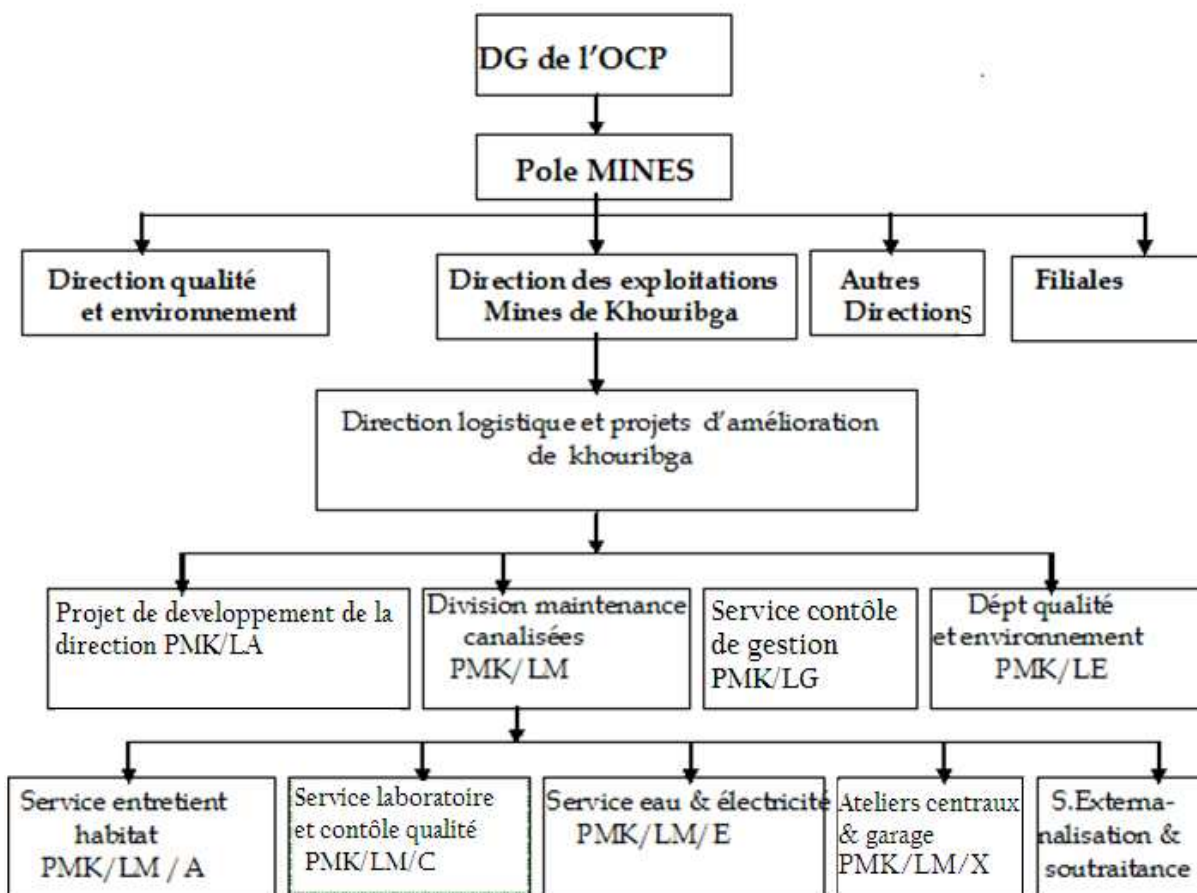 DG de l'OCP
Pole MINES
Direction qualité
et environnement
Direction des exploitations
Mines de Khouribga
Autres
Directions
Filiales
Direction logistique et projets d'amélioration
de khouribga
Projet de developpement de la
direction PMK/LA
Division maintenance
canalisées
PMK/LM
Service contôle
de gestion
PMK/LG
Dépt qualité
et environnement
PMK/LE
Service entretient
habitat
PMK/LM/A
Service laboratoire
et contôle qualité
PMK/LM/C
Service eau & électricité
PMK/LM/E
Ateliers centraux
& garage
PMK/LM/X
S.Externa-
nalisation &
soutraitance